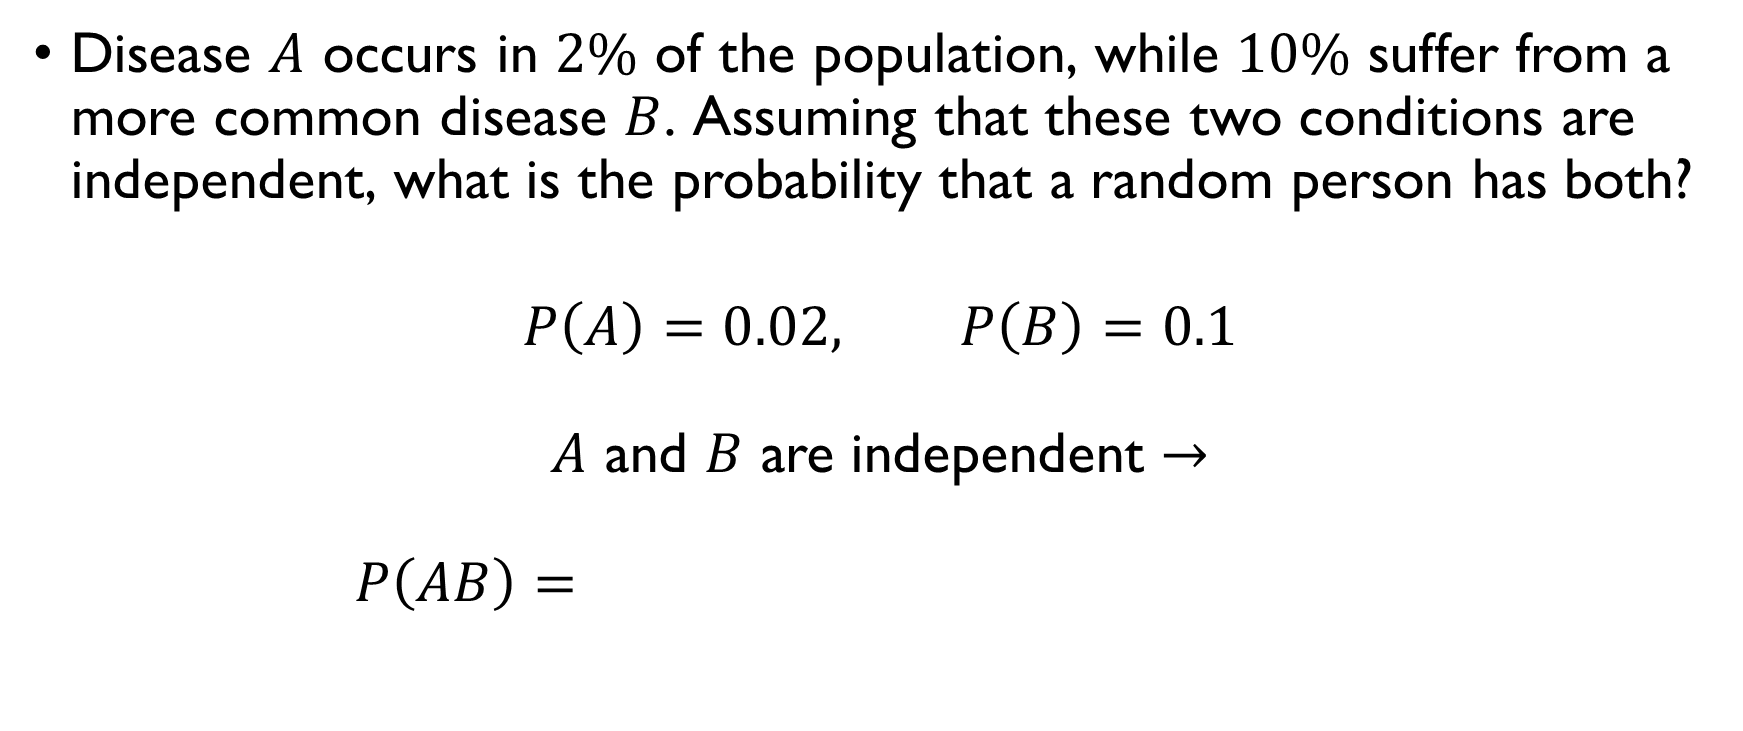 • Disease A occurs in 2% of the population, while 10% suffer from a
more common disease B. Assuming that these two conditions are
independent, what is the probability that a random person has both?
P(A) = 0.02, P(B) = 0.1
A and B are independent →
P(AB) =